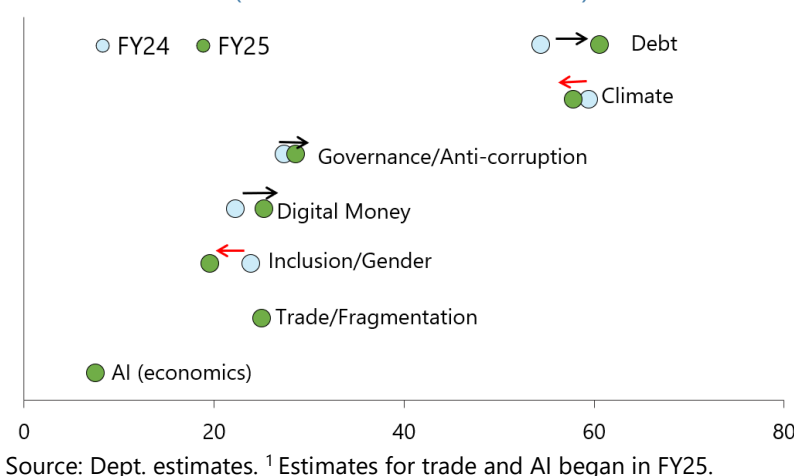 FY24 FY25
Debt
Climate
Governance/Anti-corruption
Digital Money
Inclusion/Gender
Trade/Fragmentation
AI (economics)
0 20 40 60 80
Source: Dept. estimates. ¹ Estimates for trade and AI began in FY25.